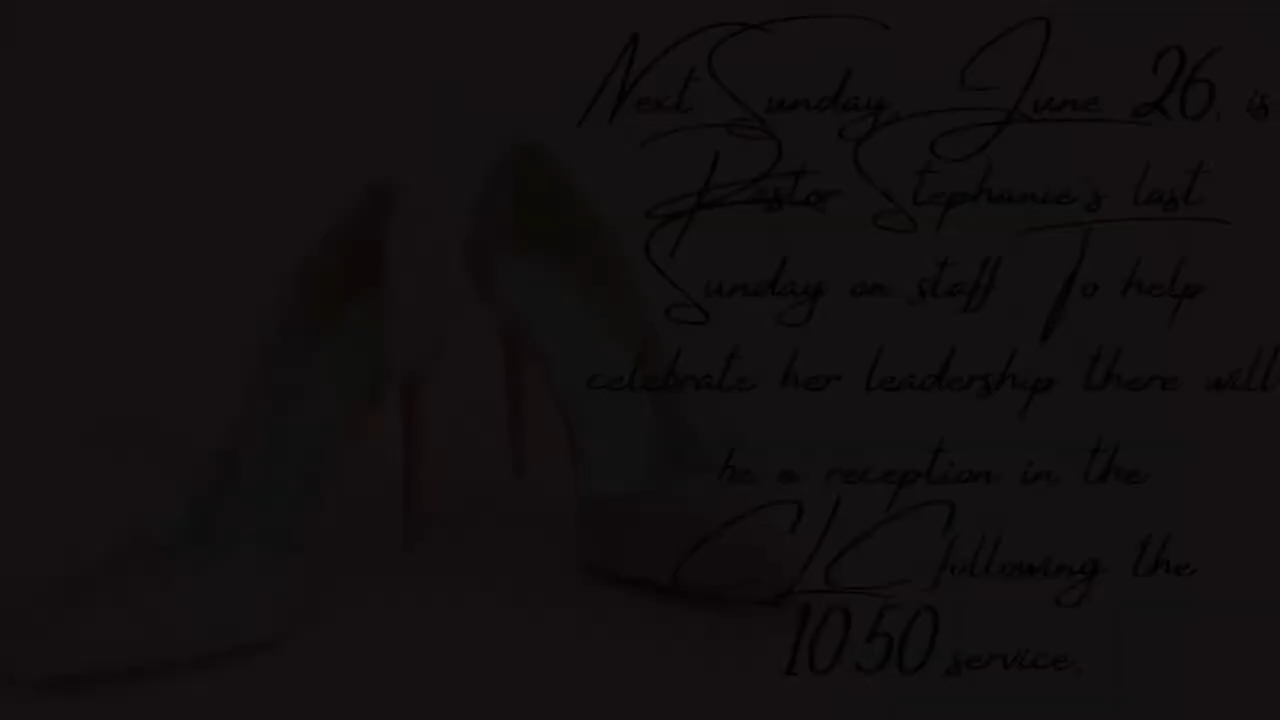 Next Sunday, June 26, is
Pastor Stephanie's last
Sunday on staff To help
celebrate her leadership there will
be a reception in the
CLC following the
10:50 service.